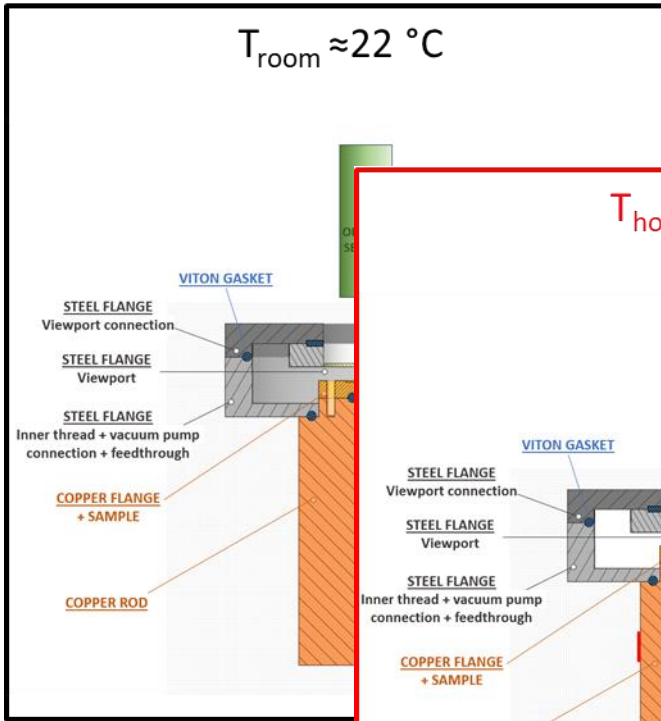 T_room ≈22 °C
VITON GASKET
STEEL FLANGE
Viewport connection
STEEL FLANGE
Viewport
STEEL FLANGE
Inner thread + vacuum pump
connection + feedthrough
COPPER FLANGE
+ SAMPLE
COPPER ROD
T_ho
VITON GASKET
STEEL FLANGE
Viewport connection
STEEL FLANGE
Viewport
STEEL FLANGE
Inner thread + vacuum pump
connection + feedthrough
COPPER FLANGE
+ SAMPLE